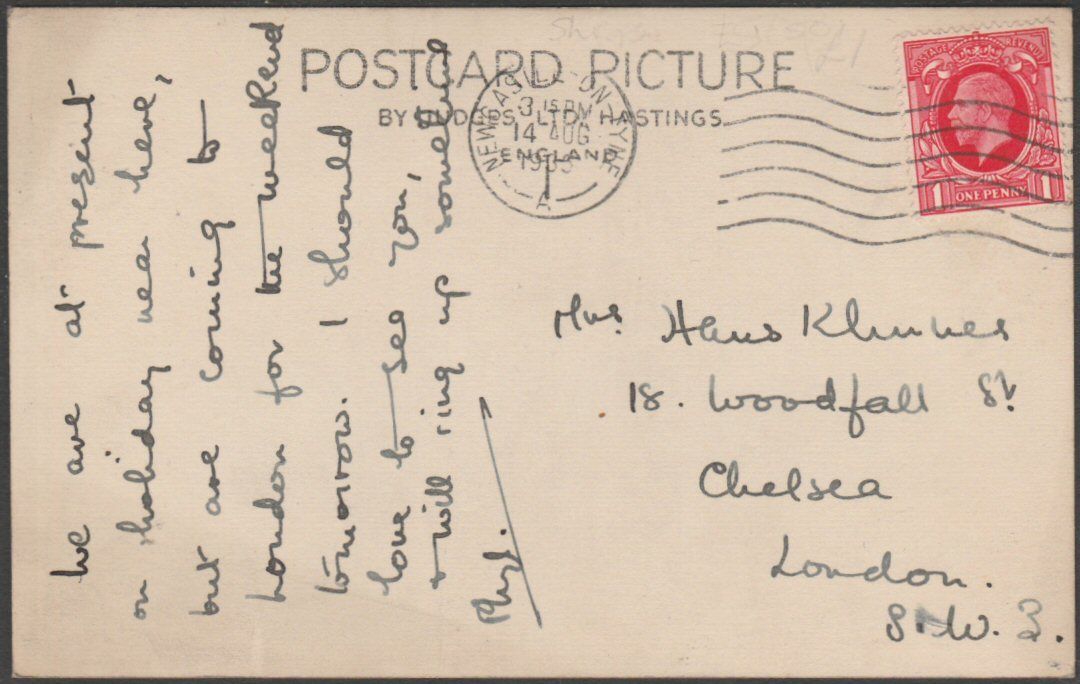 POSTCARD PICTURE
BY JUDGES LTD, HASTINGS
ENGLAND
NEWCASTLE-ON-TYNE
3 15 PM
14 AUG
A
POSTAGE REVENUE
1 ONE PENNY 1
We are at present
on holiday near here,
but are coming to
London for the weekend
tomorrow. I should
love to see you,
will ring up
Phyl.
Mrs. Hans
18. Woodfall St.
Chelsea
London.
S.W. 3.